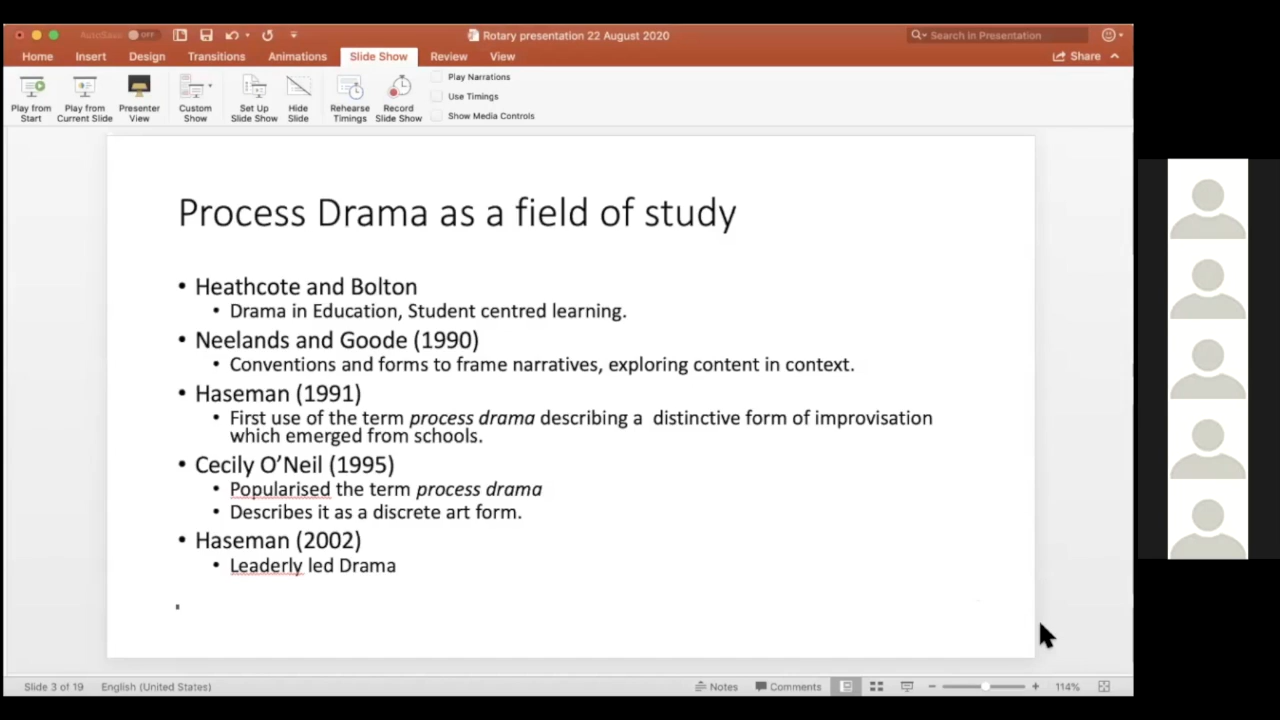 AutoSave OFF
Rotary presentation 22 August 2020
Search in Presentation
Home Insert Design Transitions Animations Slide Show Review View Share
Play Narrations
Use Timings
Show Media Controls
Play from Start
Play from Current Slide
Presenter View
Custom Show
Set Up Slide Show
Hide Slide
Rehearse Timings
Record Slide Show
Process Drama as a field of study
• Heathcote and Bolton
• Drama in Education, Student centred learning.
• Neelands and Goode (1990)
• Conventions and forms to frame narratives, exploring content in context.
• Haseman (1991)
• First use of the term process drama describing a distinctive form of improvisation
which emerged from schools.
• Cecily O’Neil (1995)
• Popularised the term process drama
• Describes it as a discrete art form.
• Haseman (2002)
• Leaderly led Drama
Slide 3 of 19 English (United States) Notes Comments 114%